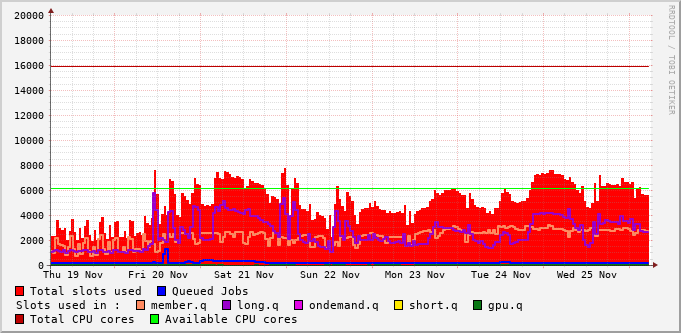 RRDTOOL / TOBI OETIKER
20000
18000
16000
14000
12000
10000
8000
6000
4000
2000
0
Thu 19 Nov Fri 20 Nov Sat 21 Nov Sun 22 Nov Mon 23 Nov Tue 24 Nov Wed 25 Nov
Total slots used Queued Jobs
Slots used in : member.q long.q ondemand.q short.q gpu.q
Total CPU cores Available CPU cores